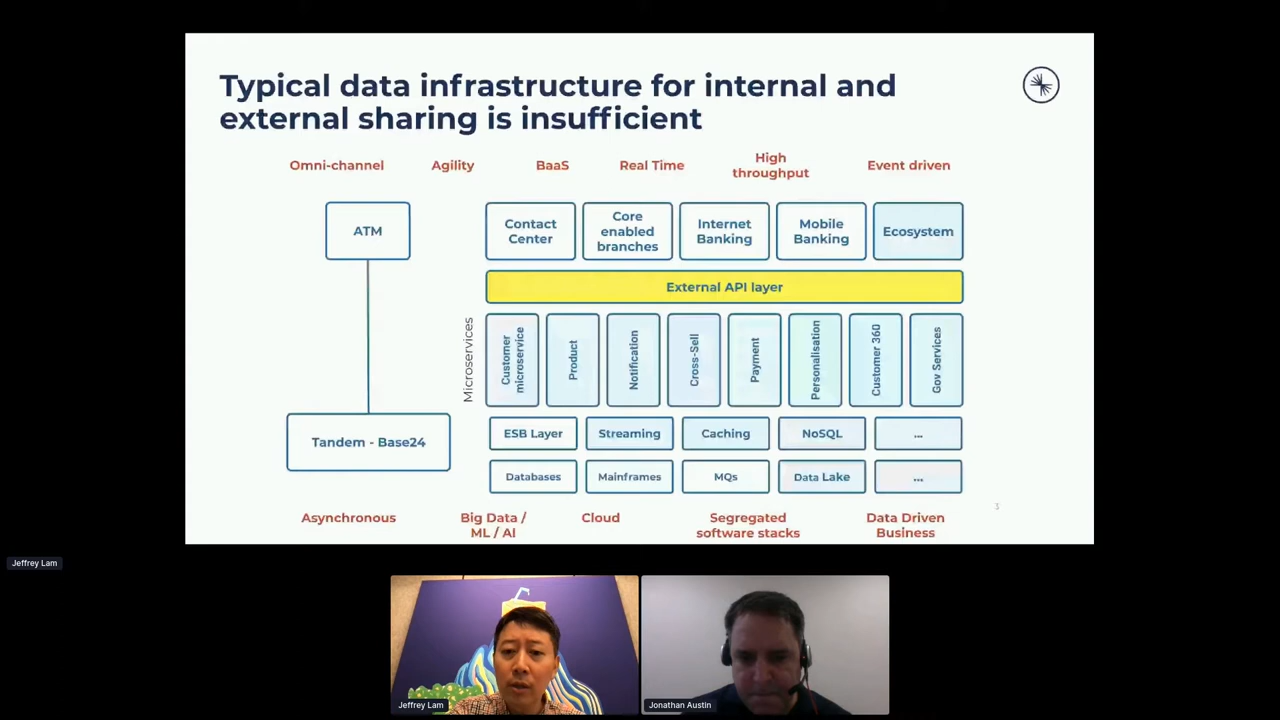 Typical data infrastructure for internal and
external sharing is insufficient
Omni-channel
Agility
BaaS
Real Time
High
throughput
Event driven
ATM
Contact
Center
Core
enabled
branches
Internet
Banking
Mobile
Banking
Ecosystem
External API layer
Microservices
Customer
microservice
Product
Notification
Cross-Sell
Payment
Personalisation
Customer 360
Gov Services
Tandem - Base24
ESB Layer
Streaming
Caching
NoSQL
...
Databases
Mainframes
MQs
Data Lake
...
3
Asynchronous
Big Data /
ML / AI
Cloud
Segregated
software stacks
Data Driven
Business
Jeffrey Lam
Jeffrey Lam
Jonathan Austin